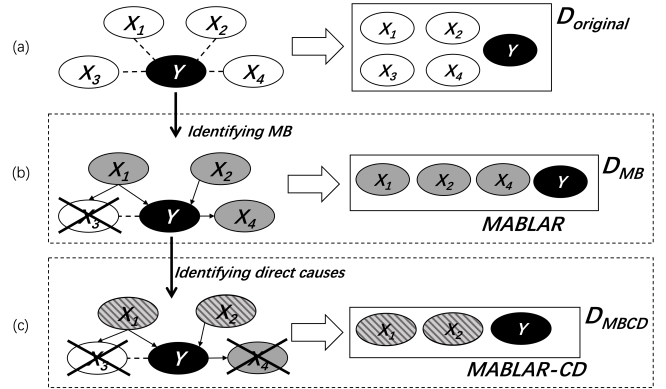 (a)
X1 X2
X3 Y X4
X1 X2
X3 X4
Y
Doriginal
Identifying MB
(b)
X1 X2
X3 Y X4
X1 X2 X4 Y
DMB
MABLAR
Identifying direct causes
(c)
X1 X2
X3 Y X4
X1 X2 Y
DMBCD
MABLAR-CD